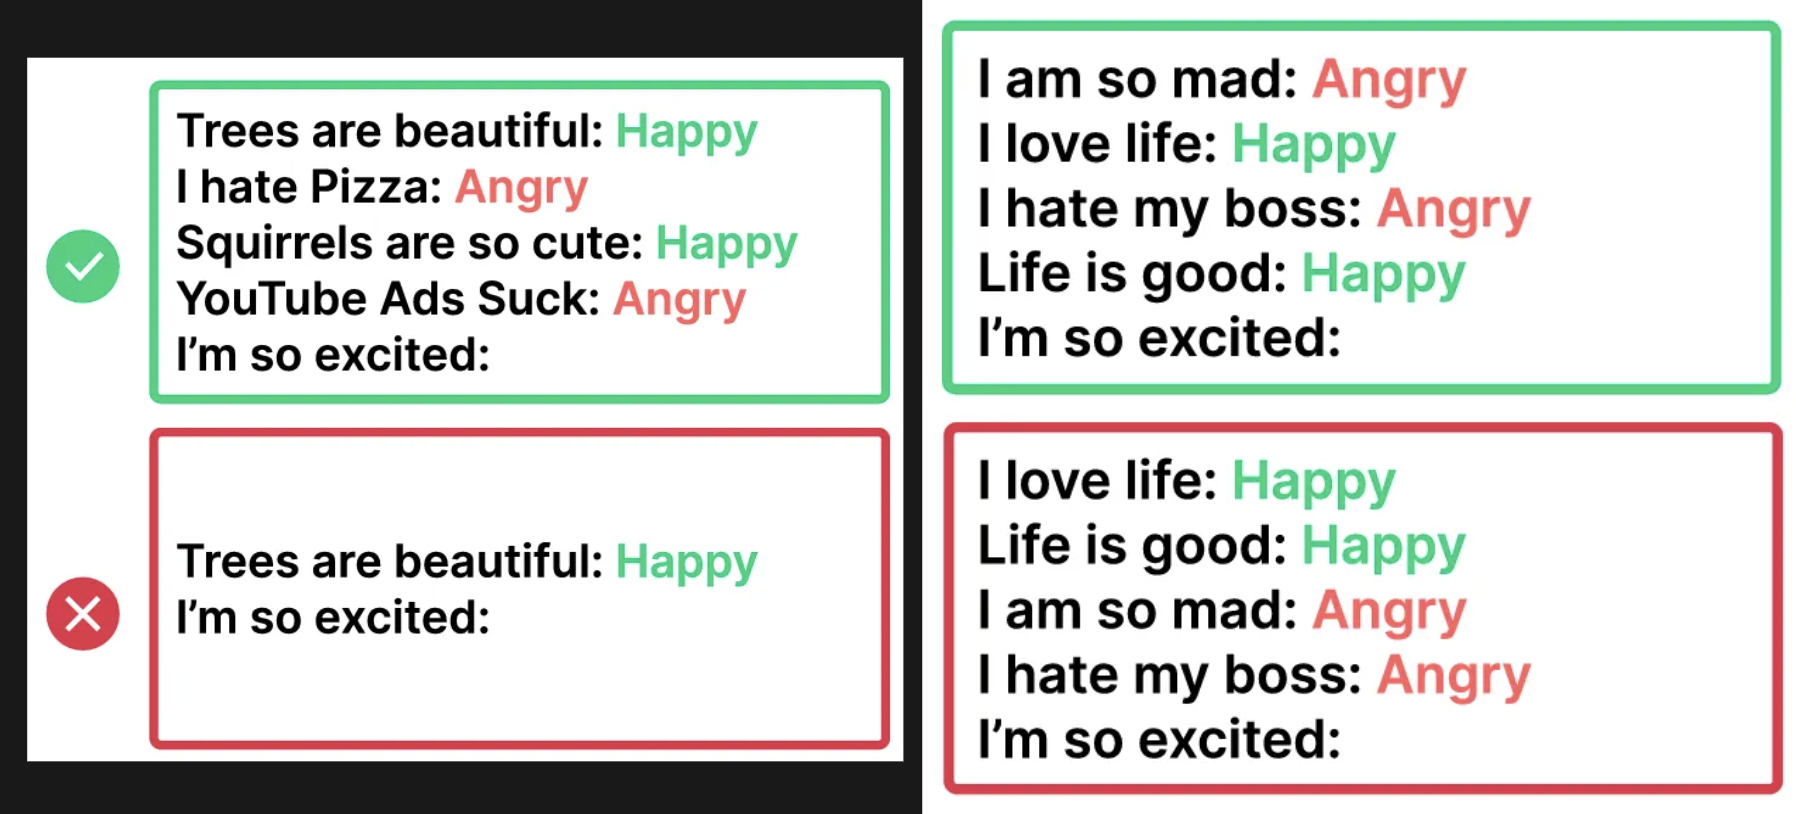 Trees are beautiful: Happy
I hate Pizza: Angry
Squirrels are so cute: Happy
YouTube Ads Suck: Angry
I’m so excited:
Trees are beautiful: Happy
I’m so excited:
I am so mad: Angry
I love life: Happy
I hate my boss: Angry
Life is good: Happy
I’m so excited:
I love life: Happy
Life is good: Happy
I am so mad: Angry
I hate my boss: Angry
I’m so excited: